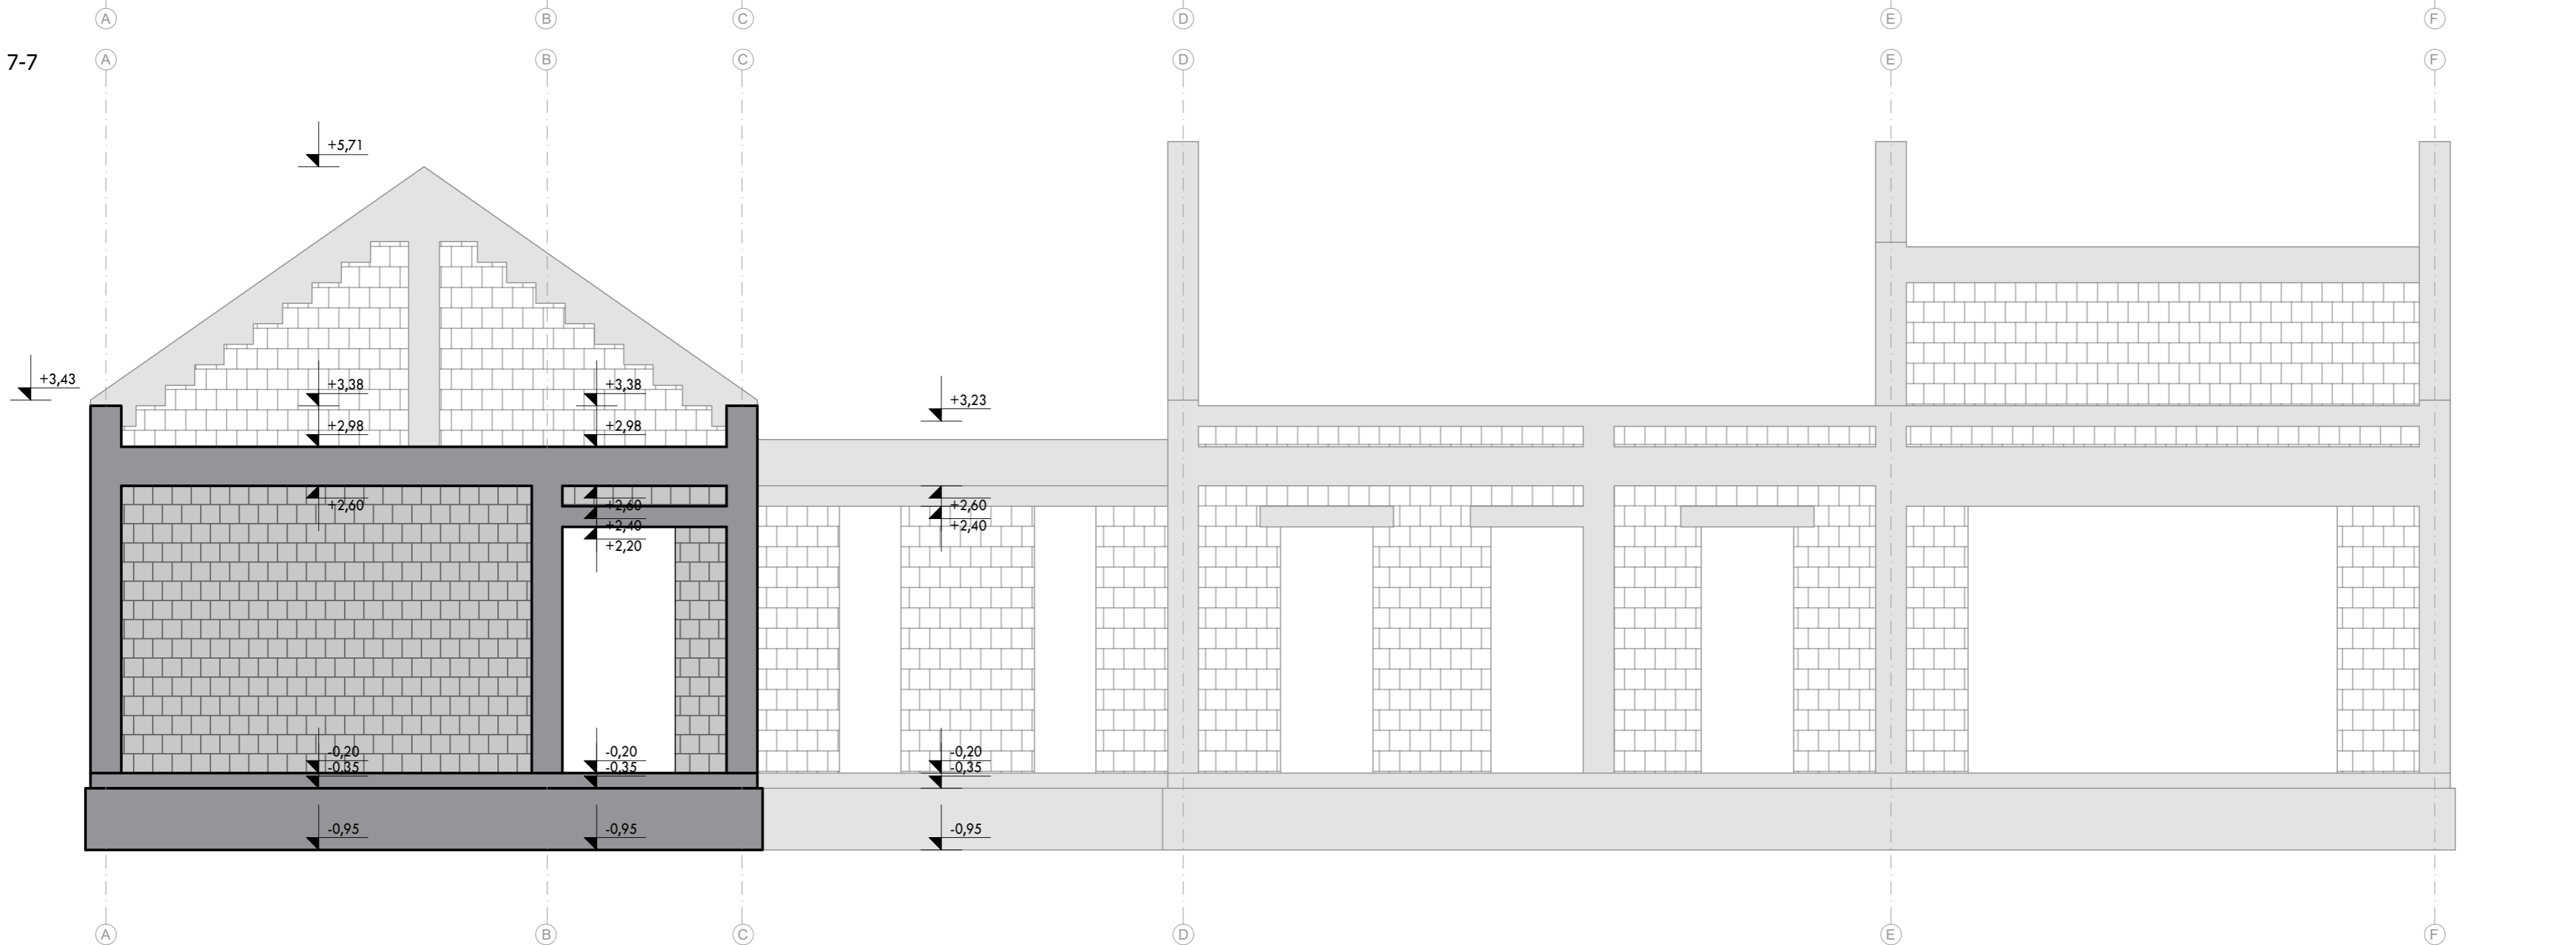 A B C D E F
7-7 A B C D E F
+5,71
+3,43 +3,38 +3,38
+3,23
+2,98 +2,98
+2,60 +2,60 +2,60
+2,40 +2,40
+2,20
-0,20 -0,20 -0,20
-0,35 -0,35 -0,35
-0,95 -0,95 -0,95
A B C D E F